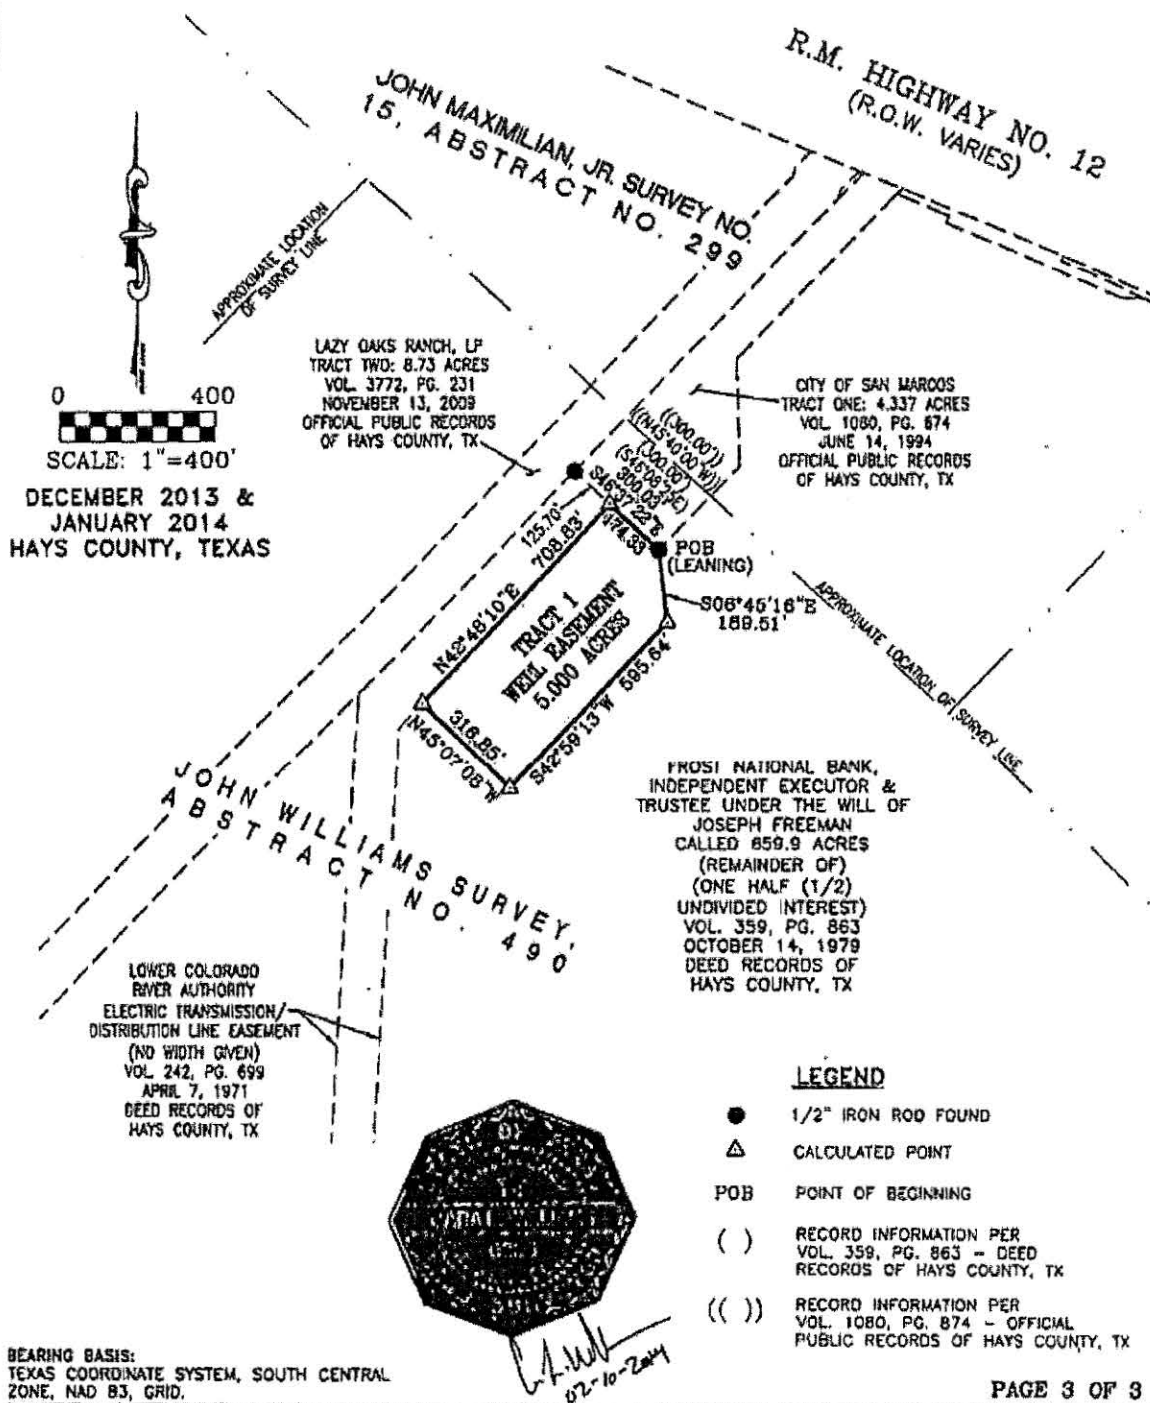 R.M. HIGHWAY NO. 12
(R.O.W. VARIES)
JOHN MAXIMILIAN, JR. SURVEY NO.
15, ABSTRACT NO. 299
APPROXIMATE LOCATION
OF SURVEY LINE
0 400
SCALE: 1"=400'
DECEMBER 2013 &
JANUARY 2014
HAYS COUNTY, TEXAS
LAZY OAKS RANCH, LP
TRACT TWO: 8.73 ACRES
VOL. 3772, PG. 231
NOVEMBER 13, 2009
OFFICIAL PUBLIC RECORDS
OF HAYS COUNTY, TX
CITY OF SAN MARCOS
TRACT ONE: 4.337 ACRES
VOL. 1080, PG. 874
JUNE 14, 1994
OFFICIAL PUBLIC RECORDS
OF HAYS COUNTY, TX
((300.00'))
((N45°40'00"W))
(300.00')
300.03'
S46°37'22"E
125.70'
174.33'
POB
(LEANING)
S06°45'16"E
189.51'
N42°48'10"E 708.83'
TRACT 1
WELL EASEMENT
5.000 ACRES
S42°59'13"W 595.64'
316.85'
N45°07'08"W
APPROXIMATE LOCATION OF SURVEY LINE
JOHN WILLIAMS SURVEY,
ABSTRACT NO. 490
FROST NATIONAL BANK,
INDEPENDENT EXECUTOR &
TRUSTEE UNDER THE WILL OF
JOSEPH FREEMAN
CALLED 659.9 ACRES
(REMAINDER OF)
(ONE HALF (1/2)
UNDIVIDED INTEREST)
VOL. 359, PG. 863
OCTOBER 14, 1979
DEED RECORDS OF
HAYS COUNTY, TX
LOWER COLORADO
RIVER AUTHORITY
ELECTRIC TRANSMISSION/
DISTRIBUTION LINE EASEMENT
(NO WIDTH GIVEN)
VOL. 242, PG. 699
APRIL 7, 1971
DEED RECORDS OF
HAYS COUNTY, TX
LEGEND
1/2" IRON ROD FOUND
CALCULATED POINT
POB POINT OF BEGINNING
( ) RECORD INFORMATION PER
VOL. 359, PG. 863 - DEED
RECORDS OF HAYS COUNTY, TX
(( )) RECORD INFORMATION PER
VOL. 1080, PG. 874 - OFFICIAL
PUBLIC RECORDS OF HAYS COUNTY, TX
02-10-2014
BEARING BASIS:
TEXAS COORDINATE SYSTEM, SOUTH CENTRAL
ZONE, NAD 83, GRID.
PAGE 3 OF 3